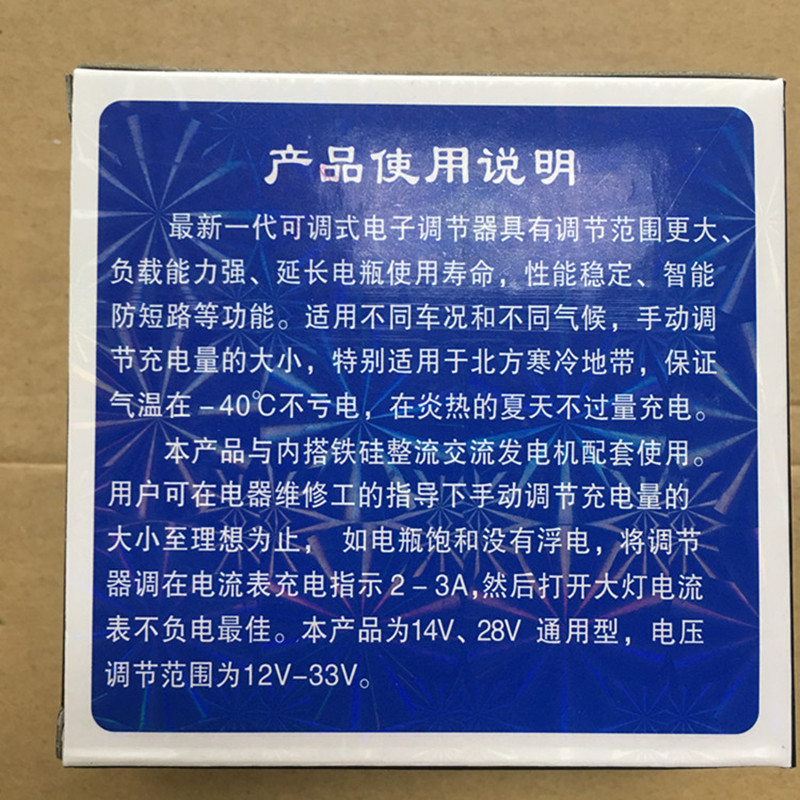 产品使用说明
最新一代可调式电子调节器具有调节范围更大、
负载能力强、延长电瓶使用寿命，性能稳定、智能
防短路等功能。适用不同车况和不同气候，手动调
节充电量的大小，特别适用于北方寒冷地带，保证
气温在－40℃不亏电，在炎热的夏天不过量充电。
本产品与内搭铁硅整流交流发电机配套使用。
用户可在电器维修工的指导下手动调节充电量的
大小至理想为止， 如电瓶饱和没有浮电，将调节
器调在电流表充电指示2－3A,然后打开大灯电流
表不负电最佳。本产品为14V、28V 通用型，电压
调节范围为12V－33V。